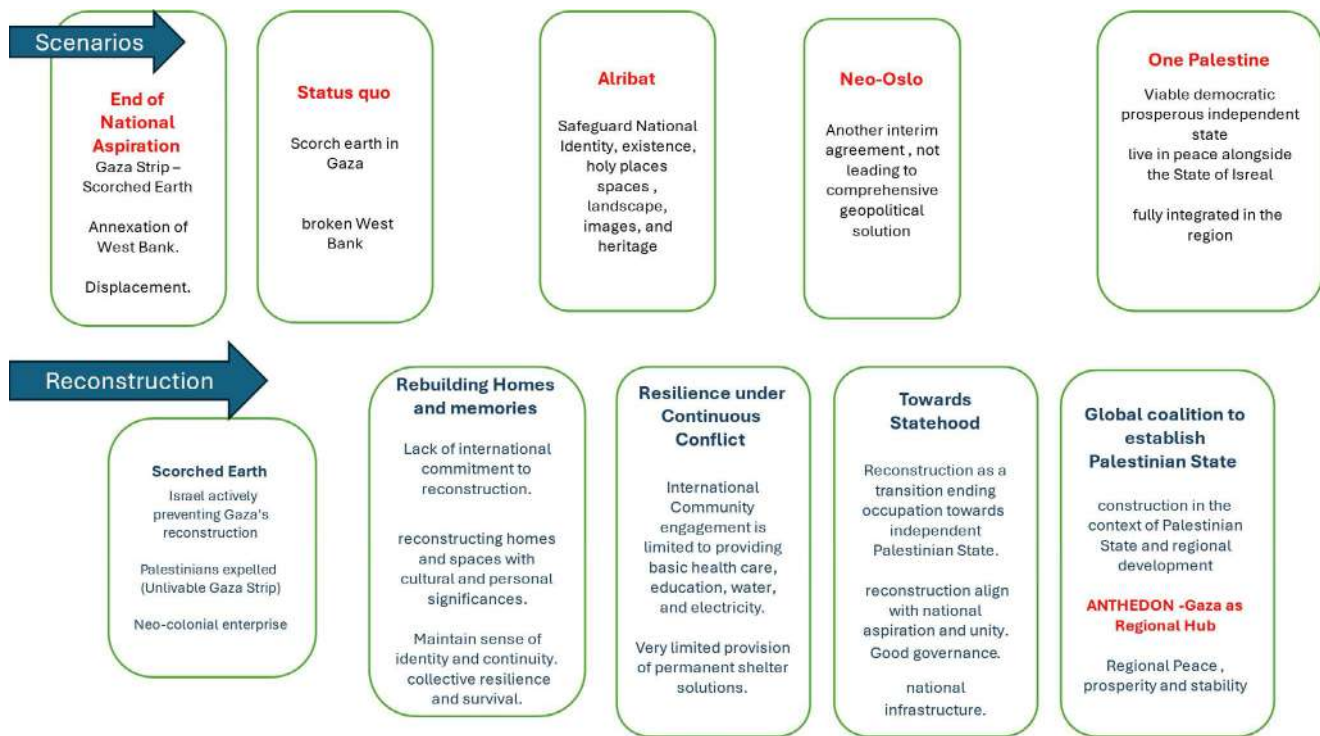 Scenarios
End of
National
Aspiration
Gaza Strip –
Scorched Earth
Annexation of
West Bank.
Displacement.
Status quo
Scorch earth in
Gaza
broken West
Bank
Alribat
Safeguard National
Identity, existence,
holy places
spaces ,
landscape,
images, and
heritage
Neo-Oslo
Another interim
agreement , not
leading to
comprehensive
geopolitical
solution
One Palestine
Viable democratic
prosperous independent
state
live in peace alongside
the State of Isreal
fully integrated in the
region
Reconstruction
Scorched Earth
Israel actively
preventing Gaza's
reconstruction
Palestinians expelled
(Unlivable Gaza Strip)
Neo-colonial enterprise
Rebuilding Homes
and memories
Lack of international
commitment to
reconstruction.
reconstructing homes
and spaces with
cultural and personal
significances.
Maintain sense of
identity and continuity.
collective resilience
and survival.
Resilience under
Continuous
Conflict
International
Community
engagement is
limited to providing
basic health care,
education, water,
and electricity.
Very limited provision
of permanent shelter
solutions.
Towards
Statehood
Reconstruction as a
transition ending
occupation towards
independent
Palestinian State.
reconstruction align
with national
aspiration and unity.
Good governance.
national
infrastructure.
Global coalition to
establish
Palestinian State
construction in the
context of Palestinian
State and regional
development
ANTHEDON -Gaza as
Regional Hub
Regional Peace ,
prosperity and stability